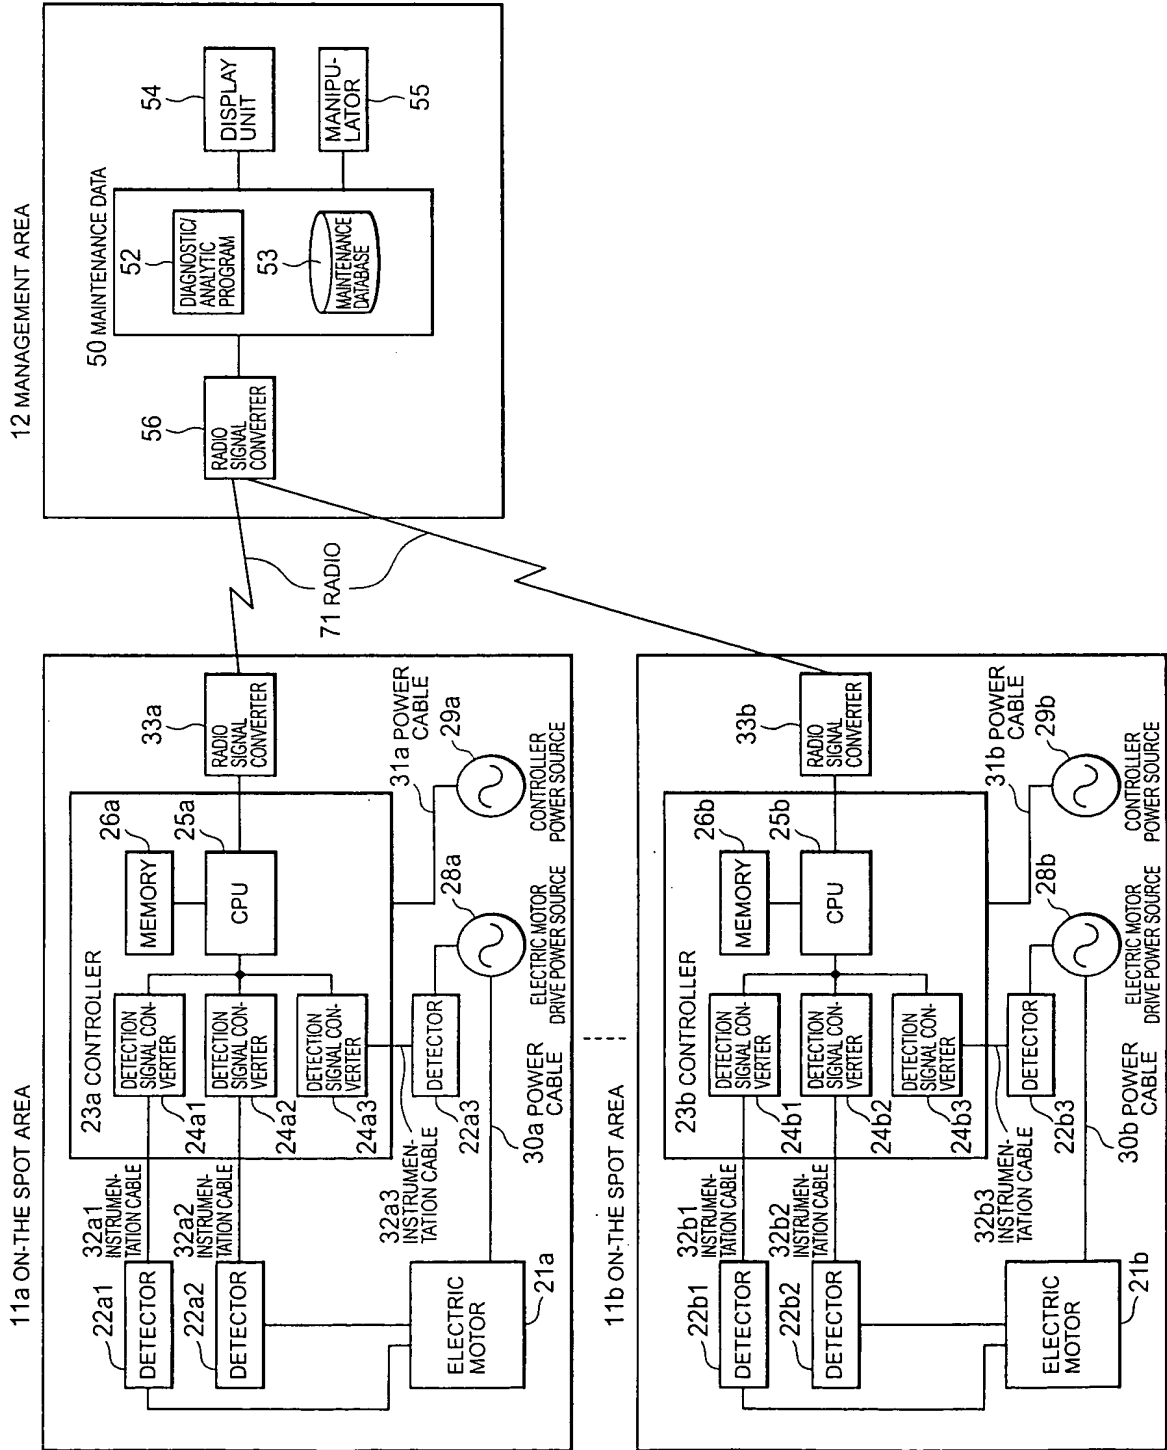 11a ON-THE SPOT AREA
22a1
DETECTOR
32a1
INSTRUMEN-
TATION CABLE
22a2
DETECTOR
32a2
INSTRUMEN-
TATION CABLE
ELECTRIC
MOTOR
21a
23a CONTROLLER
DETECTION
SIGNAL CON-
VERTER
24a1
DETECTION
SIGNAL CON-
VERTER
24a2
DETECTION
SIGNAL CON-
VERTER
24a3
MEMORY
26a
CPU
25a
32a3
INSTRUMEN-
TATION CABLE
DETECTOR
22a3
30a POWER
CABLE
28a
ELECTRIC MOTOR
DRIVE POWER SOURCE
31a POWER
CABLE
29a
CONTROLLER
POWER SOURCE
33a
RADIO
SIGNAL
CONVERTER
71 RADIO
12 MANAGEMENT AREA
56
RADIO
SIGNAL
CONVERTER
50 MAINTENANCE DATA
52
DIAGNOSTIC/
ANALYTIC
PROGRAM
53
MAINTENANCE
DATABASE
54
DISPLAY
UNIT
MANIPU-
LATOR
55
11b ON-THE SPOT AREA
22b1
DETECTOR
32b1
INSTRUMEN-
TATION CABLE
22b2
DETECTOR
32b2
INSTRUMEN-
TATION CABLE
ELECTRIC
MOTOR
21b
23b CONTROLLER
DETECTION
SIGNAL CON-
VERTER
24b1
DETECTION
SIGNAL CON-
VERTER
24b2
DETECTION
SIGNAL CON-
VERTER
24b3
MEMORY
26b
CPU
25b
32b3
INSTRUMEN-
TATION CABLE
DETECTOR
22b3
30b POWER
CABLE
28b
ELECTRIC MOTOR
DRIVE POWER SOURCE
31b POWER
CABLE
29b
CONTROLLER
POWER SOURCE
33b
RADIO
SIGNAL
CONVERTER